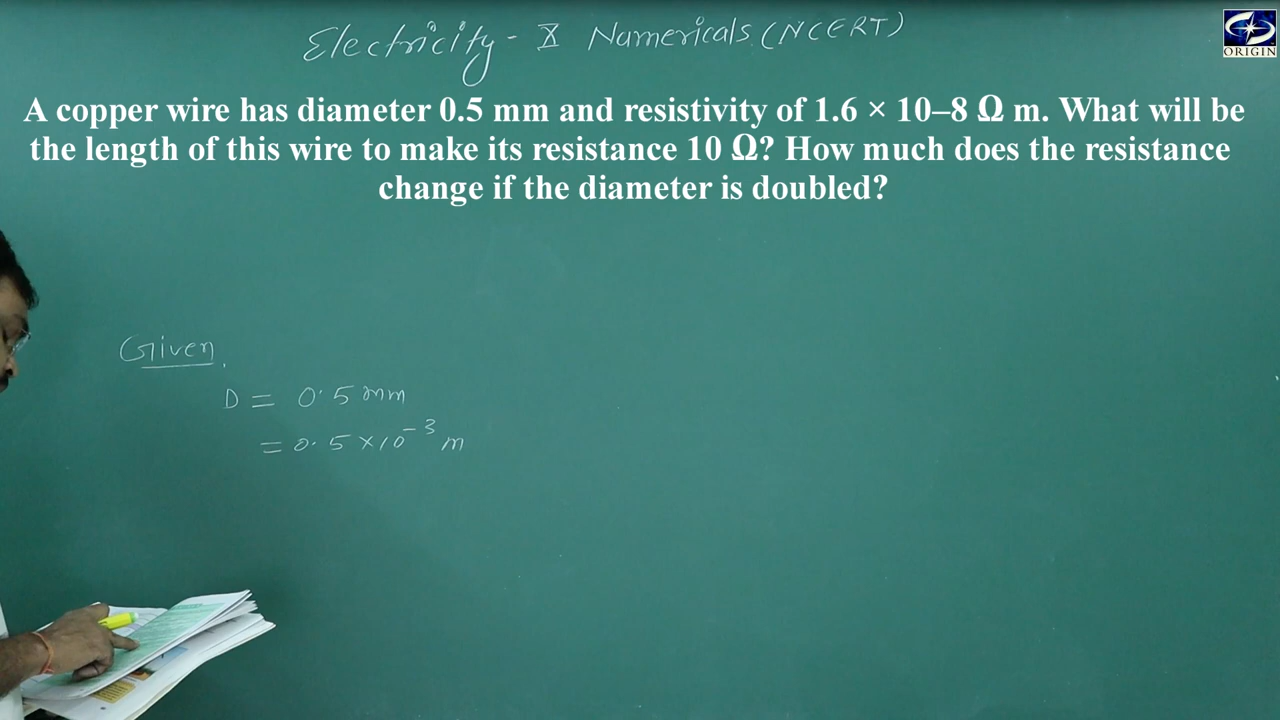 Electricity - X Numericals (NCERT)
ORIGIN
A copper wire has diameter 0.5 mm and resistivity of 1.6 × 10–8 Ω m. What will be
the length of this wire to make its resistance 10 Ω? How much does the resistance
change if the diameter is doubled?
Given
D = 0.5 mm
= 0.5 × 10⁻³ m